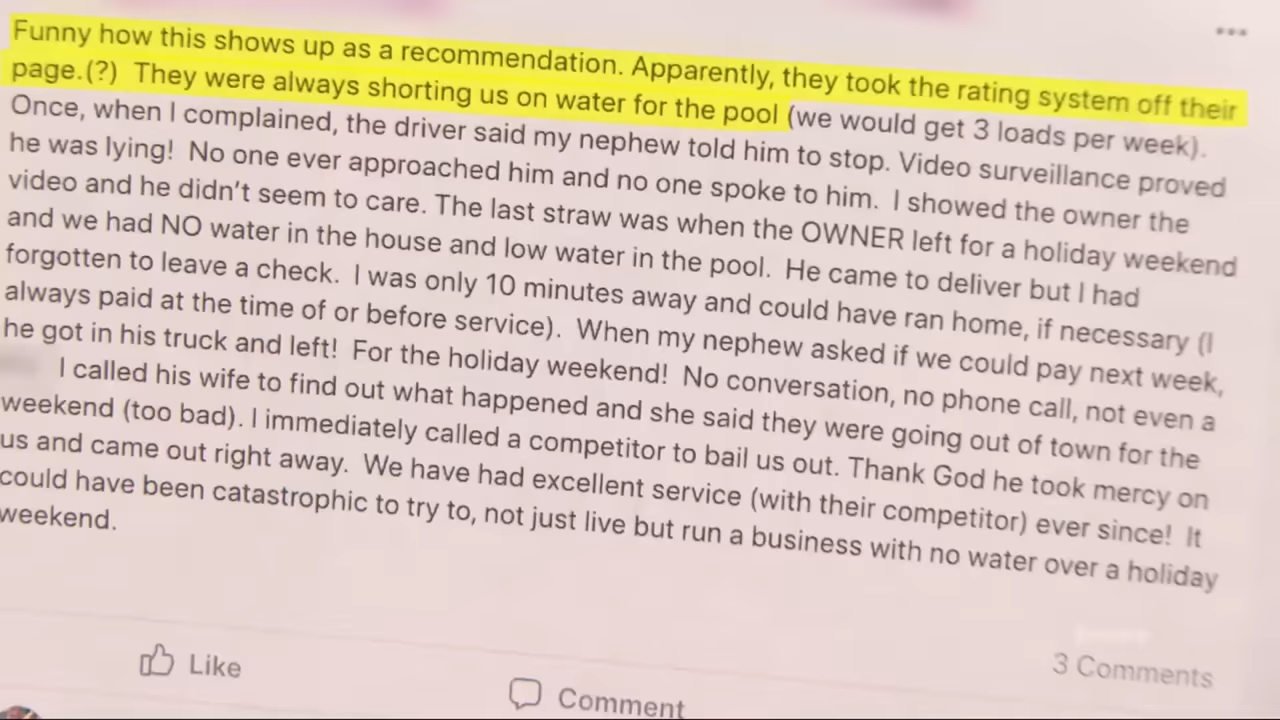 Funny how this shows up as a recommendation. Apparently, they took the rating system off their
page.(?)  They were always shorting us on water for the pool (we would get 3 loads per week).
Once, when I complained, the driver said my nephew told him to stop. Video surveillance proved
he was lying!  No one ever approached him and no one spoke to him.  I showed the owner the
video and he didn't seem to care. The last straw was when the OWNER left for a holiday weekend
and we had NO water in the house and low water in the pool.  He came to deliver but I had
forgotten to leave a check.  I was only 10 minutes away and could have ran home, if necessary (I
always paid at the time of or before service).  When my nephew asked if we could pay next week,
he got in his truck and left!  For the holiday weekend!  No conversation, no phone call, not even a
I called his wife to find out what happened and she said they were going out of town for the
weekend (too bad). I immediately called a competitor to bail us out. Thank God he took mercy on
us and came out right away.  We have had excellent service (with their competitor) ever since!  It
could have been catastrophic to try to, not just live but run a business with no water over a holiday
weekend.
3 Comments
Like
Comment